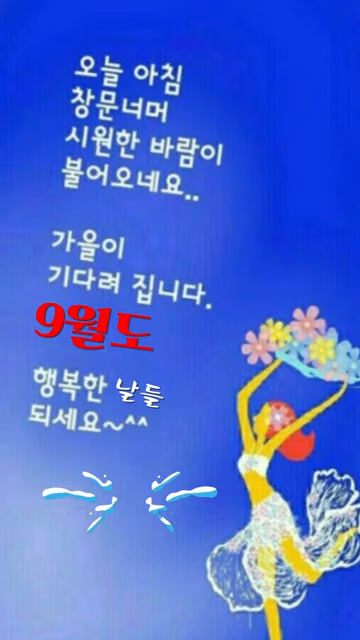 오늘 아침
창문너머
시원한 바람이
불어오네요..
가을이
기다려 집니다.
9월도
행복한 날들
되세요~^^